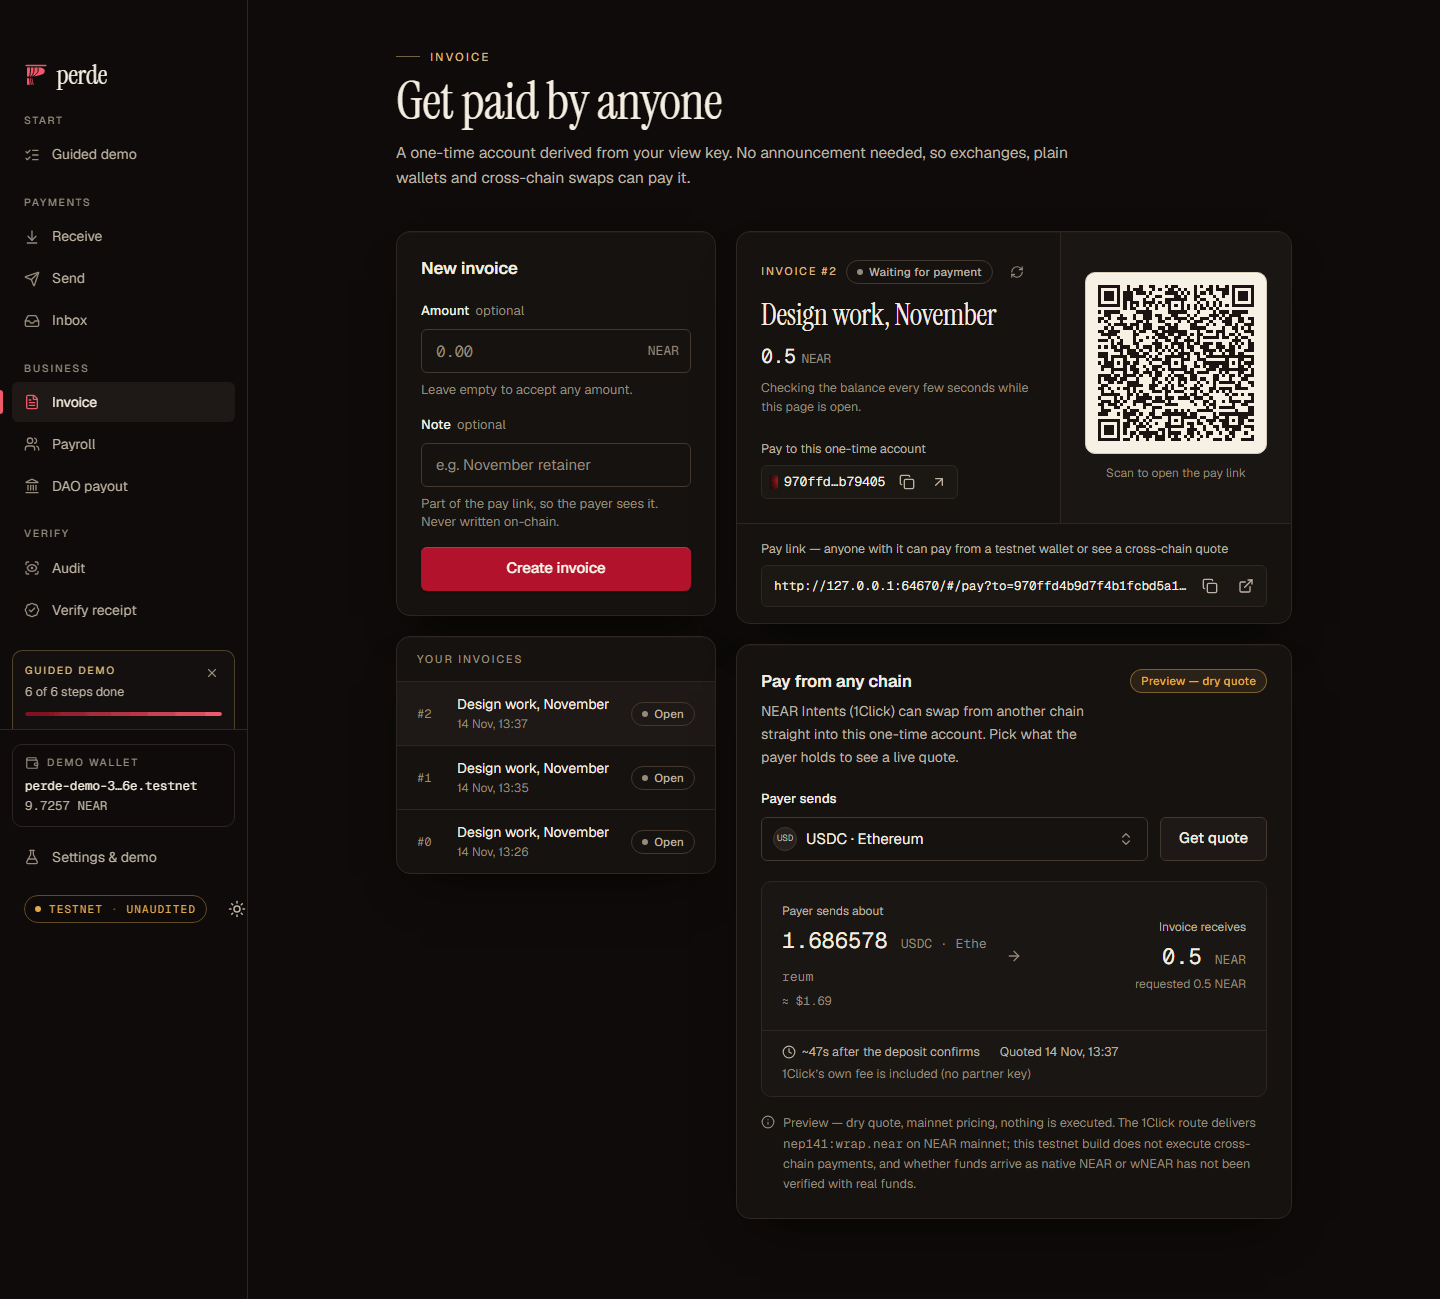 perde
START
Guided demo
PAYMENTS
Receive
Send
Inbox
BUSINESS
Invoice
Payroll
DAO payout
VERIFY
Audit
Verify receipt
GUIDED DEMO
6 of 6 steps done
DEMO WALLET
perde-demo-3…6e.testnet
9.7257 NEAR
Settings & demo
TESTNET · UNAUDITED
INVOICE
Get paid by anyone
A one-time account derived from your view key. No announcement needed, so exchanges, plain
wallets and cross-chain swaps can pay it.
New invoice
Amount optional
0.00 NEAR
Leave empty to accept any amount.
Note optional
e.g. November retainer
Part of the pay link, so the payer sees it.
Never written on-chain.
Create invoice
YOUR INVOICES
#2 Design work, November Open
14 Nov, 13:37
#1 Design work, November Open
14 Nov, 13:35
#0 Design work, November Open
14 Nov, 13:26
INVOICE #2 Waiting for payment
Design work, November
0.5 NEAR
Checking the balance every few seconds while
this page is open.
Pay to this one-time account
970ffd…b79405
Scan to open the pay link
Pay link — anyone with it can pay from a testnet wallet or see a cross-chain quote
http://127.0.0.1:64670/#/pay?to=970ffd4b9d7f4b1fcbd5a1…
Pay from any chain
Preview — dry quote
NEAR Intents (1Click) can swap from another chain
straight into this one-time account. Pick what the
payer holds to see a live quote.
Payer sends
USD USDC · Ethereum
Get quote
Payer sends about
1.686578 USDC · Ethe
reum
≈ $1.69
Invoice receives
0.5 NEAR
requested 0.5 NEAR
~47s after the deposit confirms Quoted 14 Nov, 13:37
1Click's own fee is included (no partner key)
Preview — dry quote, mainnet pricing, nothing is executed. The 1Click route delivers
nep141:wrap.near on NEAR mainnet; this testnet build does not execute cross-
chain payments, and whether funds arrive as native NEAR or wNEAR has not been
verified with real funds.